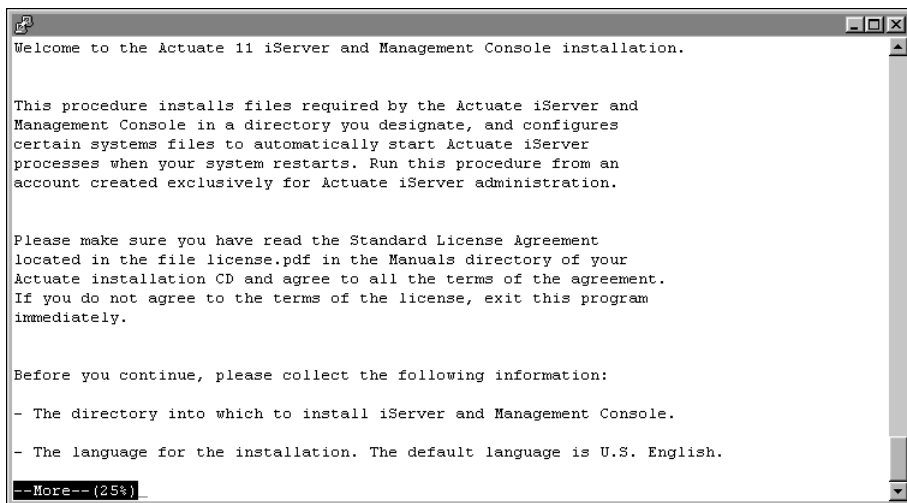 Welcome to the Actuate 11 iServer and Management Console installation.
This procedure installs files required by the Actuate iServer and
Management Console in a directory you designate, and configures
certain systems files to automatically start Actuate iServer
processes when your system restarts. Run this procedure from an
account created exclusively for Actuate iServer administration.
Please make sure you have read the Standard License Agreement
located in the file license.pdf in the Manuals directory of your
Actuate installation CD and agree to all the terms of the agreement.
If you do not agree to the terms of the license, exit this program
immediately.
Before you continue, please collect the following information:
- The directory into which to install iServer and Management Console.
- The language for the installation. The default language is U.S. English.
--More--(25%)